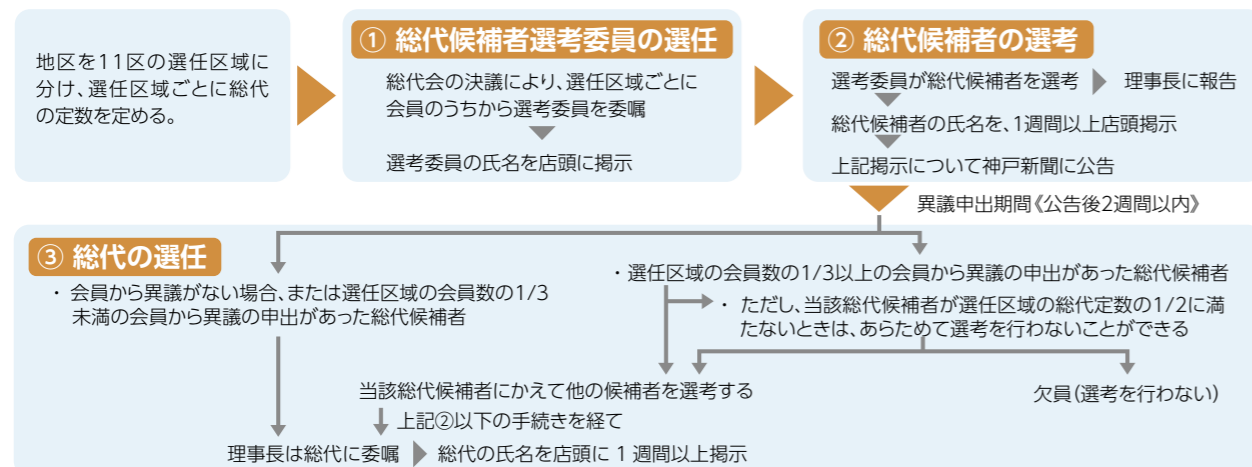 地区を11区の選任区域に
分け、選任区域ごとに総代
の定数を定める。
① 総代候補者選考委員の選任
総代会の決議により、選任区域ごとに
会員のうちから選考委員を委嘱
選考委員の氏名を店頭に掲示
② 総代候補者の選考
選考委員が総代候補者を選考 理事長に報告
総代候補者の氏名を、1週間以上店頭掲示
上記掲示について神戸新聞に公告
異議申出期間《公告後2週間以内》
③ 総代の選任
・ 会員から異議がない場合、または選任区域の会員数の1/3
未満の会員から異議の申出があった総代候補者
・選任区域の会員数の1/3以上の会員から異議の申出があった総代候補者
・ ただし、当該総代候補者が選任区域の総代定数の1/2に満
たないときは、あらためて選考を行わないことができる
当該総代候補者にかえて他の候補者を選考する
欠員(選考を行わない)
上記②以下の手続きを経て
理事長は総代に委嘱 総代の氏名を店頭に 1 週間以上掲示